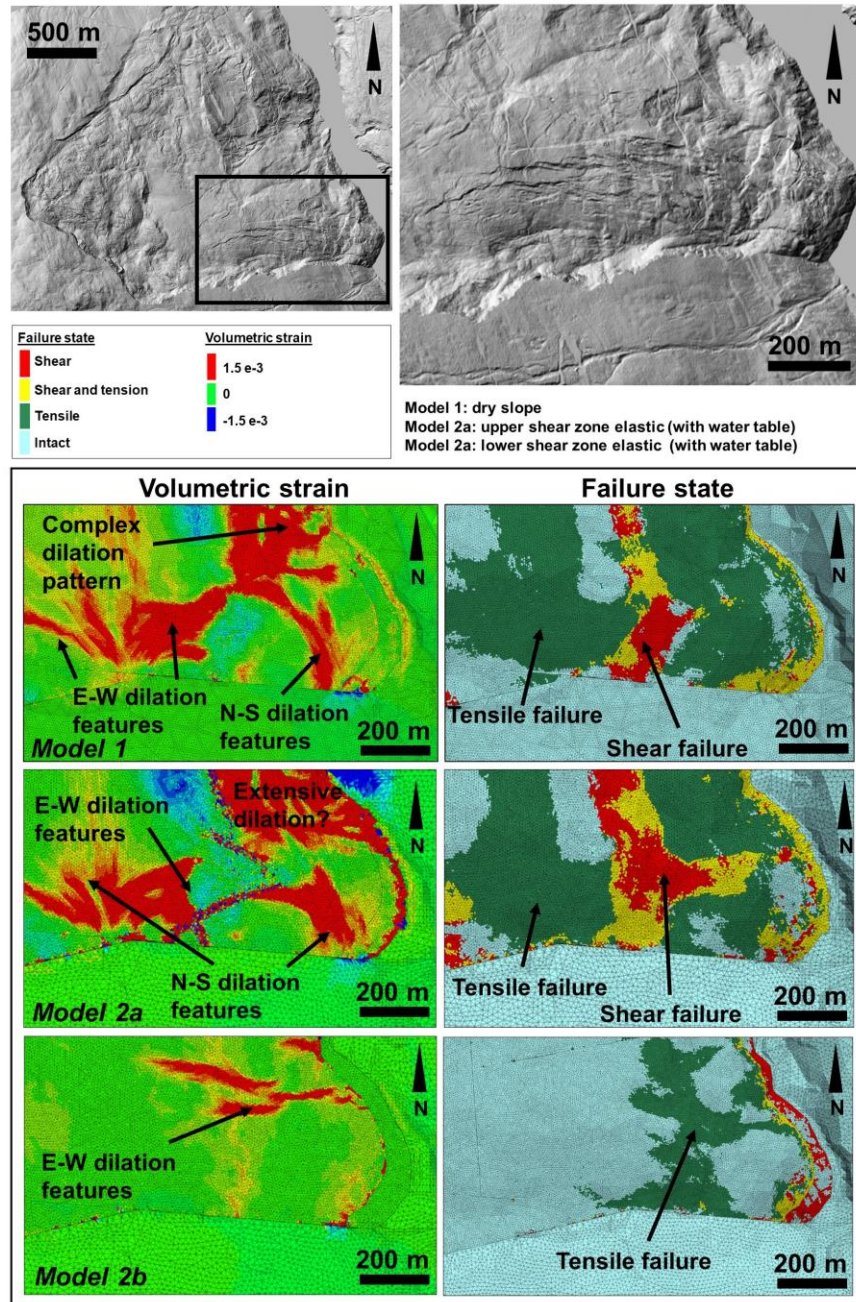 500 m
N
N
200 m
Failure state
Shear
Shear and tension
Tensile
Intact
Volumetric strain
1.5 e-3
0
-1.5 e-3
Model 1: dry slope
Model 2a: upper shear zone elastic (with water table)
Model 2a: lower shear zone elastic (with water table)
Volumetric strain
Failure state
Complex
dilation
pattern
N
E-W dilation
features
N-S dilation
features
200 m
Model 1
N
Tensile failure
Shear failure
200 m
E-W dilation
features
Extensive
dilation?
N
N-S dilation
features
200 m
Model 2a
N
Tensile failure
Shear failure
200 m
N
E-W dilation
features
200 m
Model 2b
N
Tensile failure
200 m